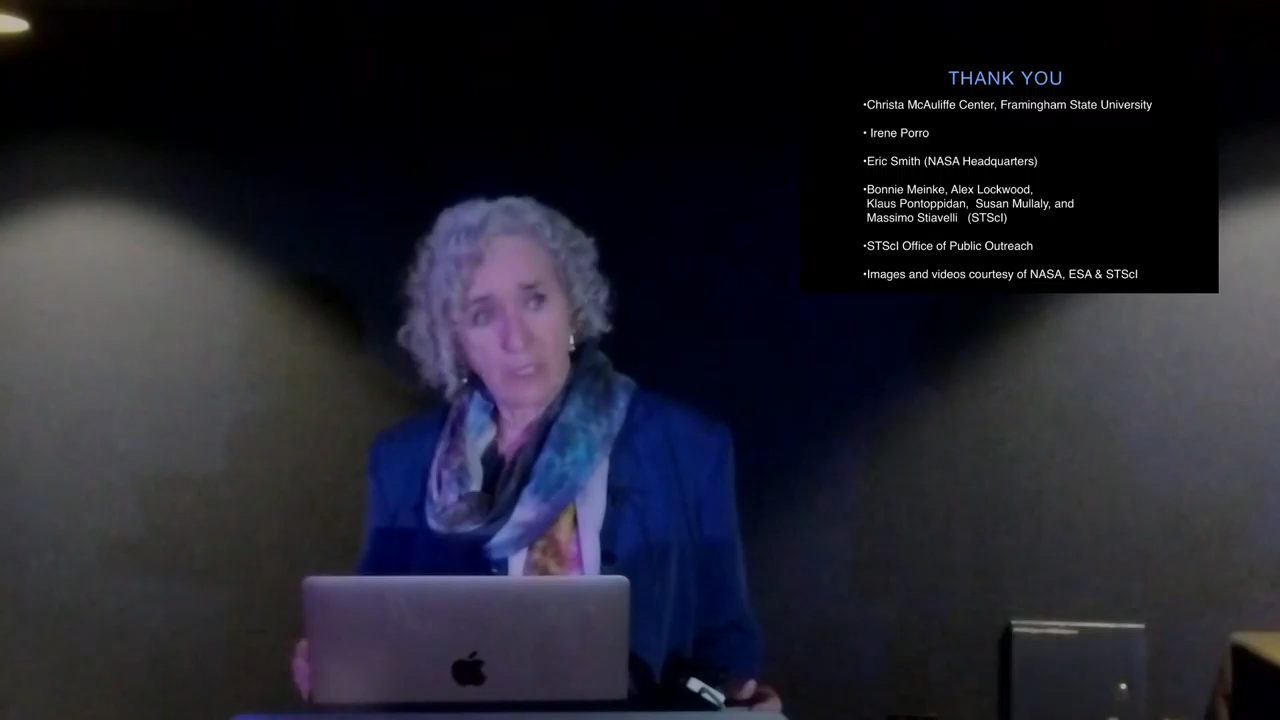 THANK YOU
•Christa McAuliffe Center, Framingham State University
• Irene Porro
•Eric Smith (NASA Headquarters)
•Bonnie Meinke, Alex Lockwood,
Klaus Pontoppidan, Susan Mullaly, and
Massimo Stiavelli (STScI)
•STScI Office of Public Outreach
•Images and videos courtesy of NASA, ESA & STScI